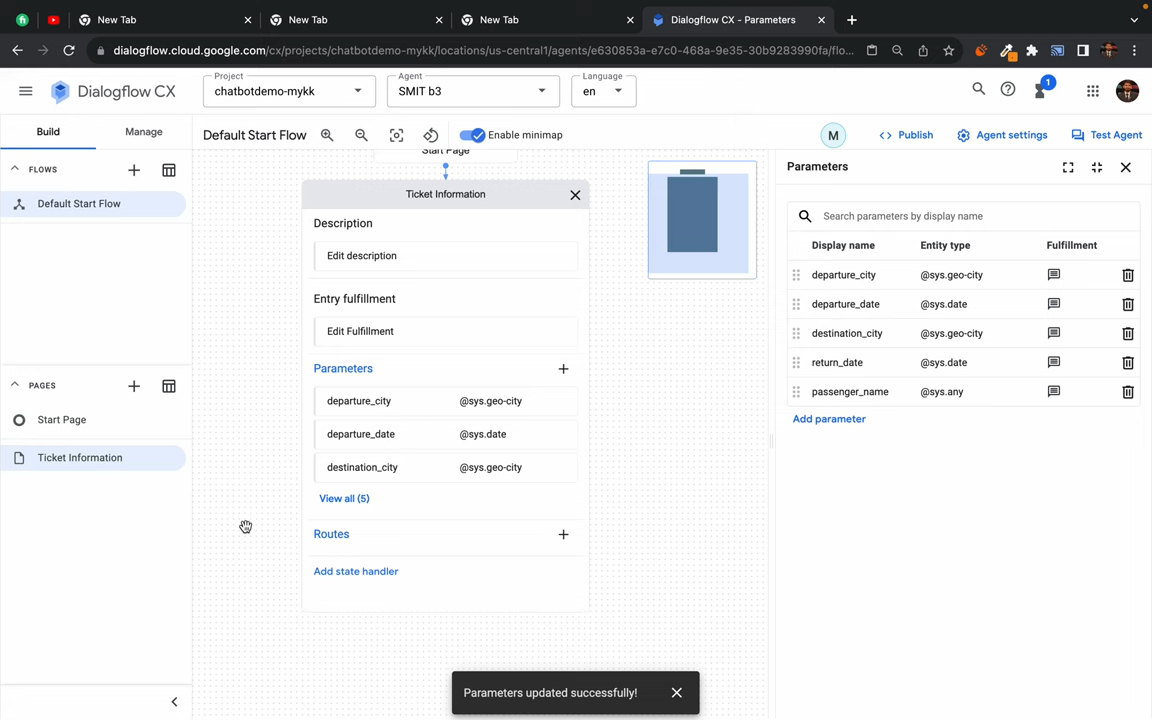 New Tab
New Tab
New Tab
Dialogflow CX - Parameters
dialogflow.cloud.google.com/cx/projects/chatbotdemo-mykk/locations/us-central1/agents/e630853a-e7c0-468a-9e35-30b9283990fa/flo...
Dialogflow CX
Project
chatbotdemo-mykk
Agent
SMIT b3
Language
en
1
Build
Manage
Default Start Flow
Enable minimap
M
Publish
Agent settings
Test Agent
FLOWS
Default Start Flow
PAGES
Start Page
Ticket Information
Start Page
Ticket Information
Description
Edit description
Entry fulfillment
Edit Fulfillment
Parameters
departure_city @sys.geo-city
departure_date @sys.date
destination_city @sys.geo-city
View all (5)
Routes
Add state handler
Parameters
Search parameters by display name
Display name Entity type Fulfillment
departure_city @sys.geo-city
departure_date @sys.date
destination_city @sys.geo-city
return_date @sys.date
passenger_name @sys.any
Add parameter
Parameters updated successfully!